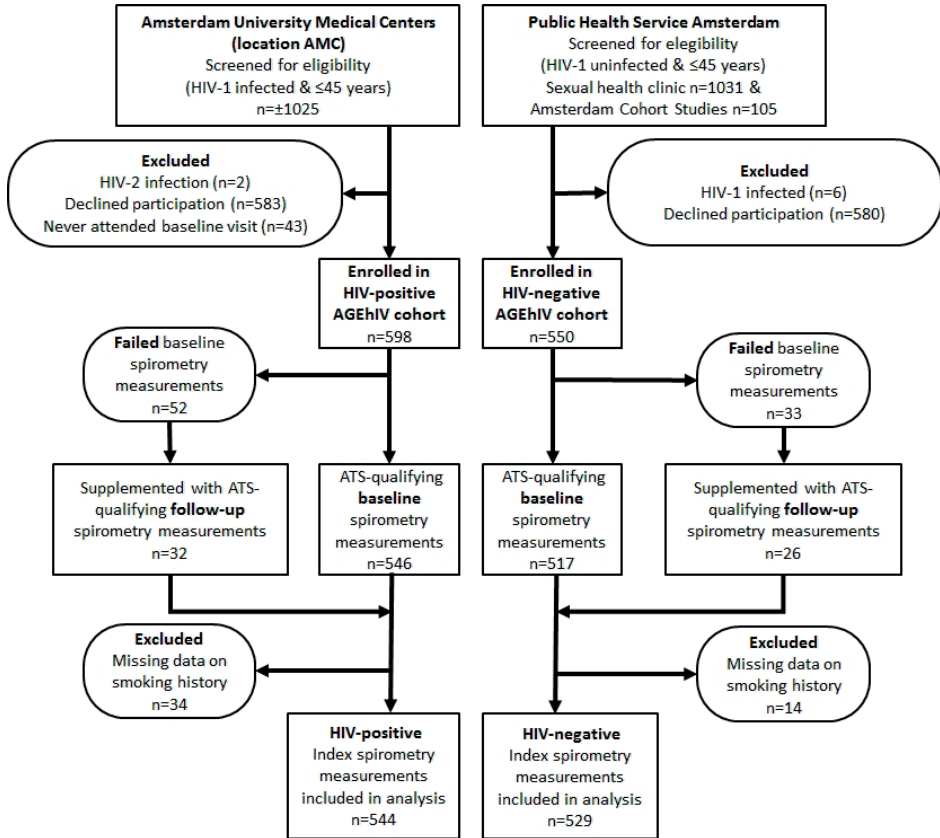 Amsterdam University Medical Centers
(location AMC)
Screened for eligibility
(HIV-1 infected & ≤45 years)
n=±1025
Public Health Service Amsterdam
Screened for elegibility
(HIV-1 uninfected & ≤45 years)
Sexual health clinic n=1031 &
Amsterdam Cohort Studies n=105
Excluded
HIV-2 infection (n=2)
Declined participation (n=583)
Never attended baseline visit (n=43)
Excluded
HIV-1 infected (n=6)
Declined participation (n=580)
Enrolled in
HIV-positive
AGEhIV cohort
n=598
Enrolled in
HIV-negative
AGEhIV cohort
n=550
Failed baseline
spirometry
measurements
n=52
Failed baseline
spirometry
measurements
n=33
Supplemented with ATS-
qualifying follow-up
spirometry measurements
n=32
ATS-qualifying
baseline
spirometry
measurements
n=546
ATS-qualifying
baseline
spirometry
measurements
n=517
Supplemented with ATS-
qualifying follow-up
spirometry measurements
n=26
Excluded
Missing data on
smoking history
n=34
Excluded
Missing data on
smoking history
n=14
HIV-positive
Index spirometry
measurements
included in analysis
n=544
HIV-negative
Index spirometry
measurements
included in analysis
n=529